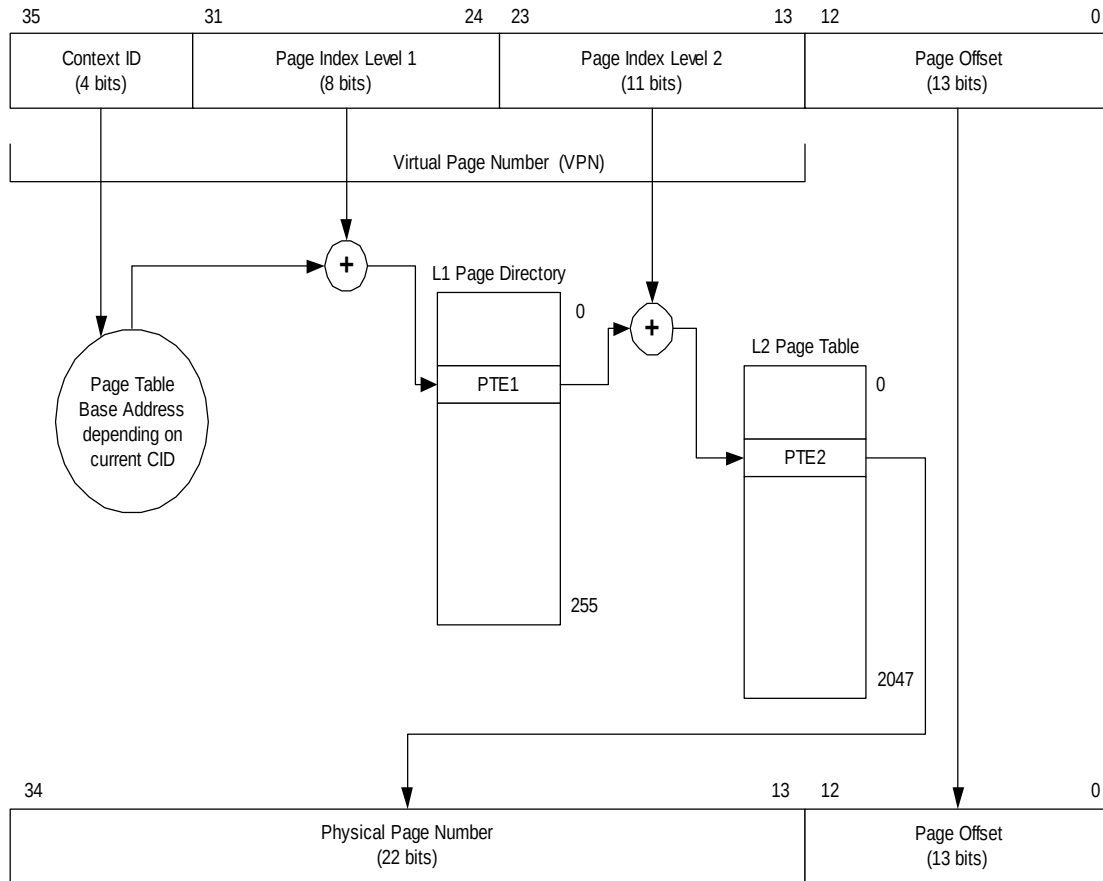 35 31 24 23 13 12 0
Context ID
(4 bits)
Page Index Level 1
(8 bits)
Page Index Level 2
(11 bits)
Page Offset
(13 bits)
Virtual Page Number (VPN)
+
L1 Page Directory
0
PTE1
255
+
L2 Page Table
0
PTE2
2047
Page Table
Base Address
depending on
current CID
34 13 12 0
Physical Page Number
(22 bits)
Page Offset
(13 bits)